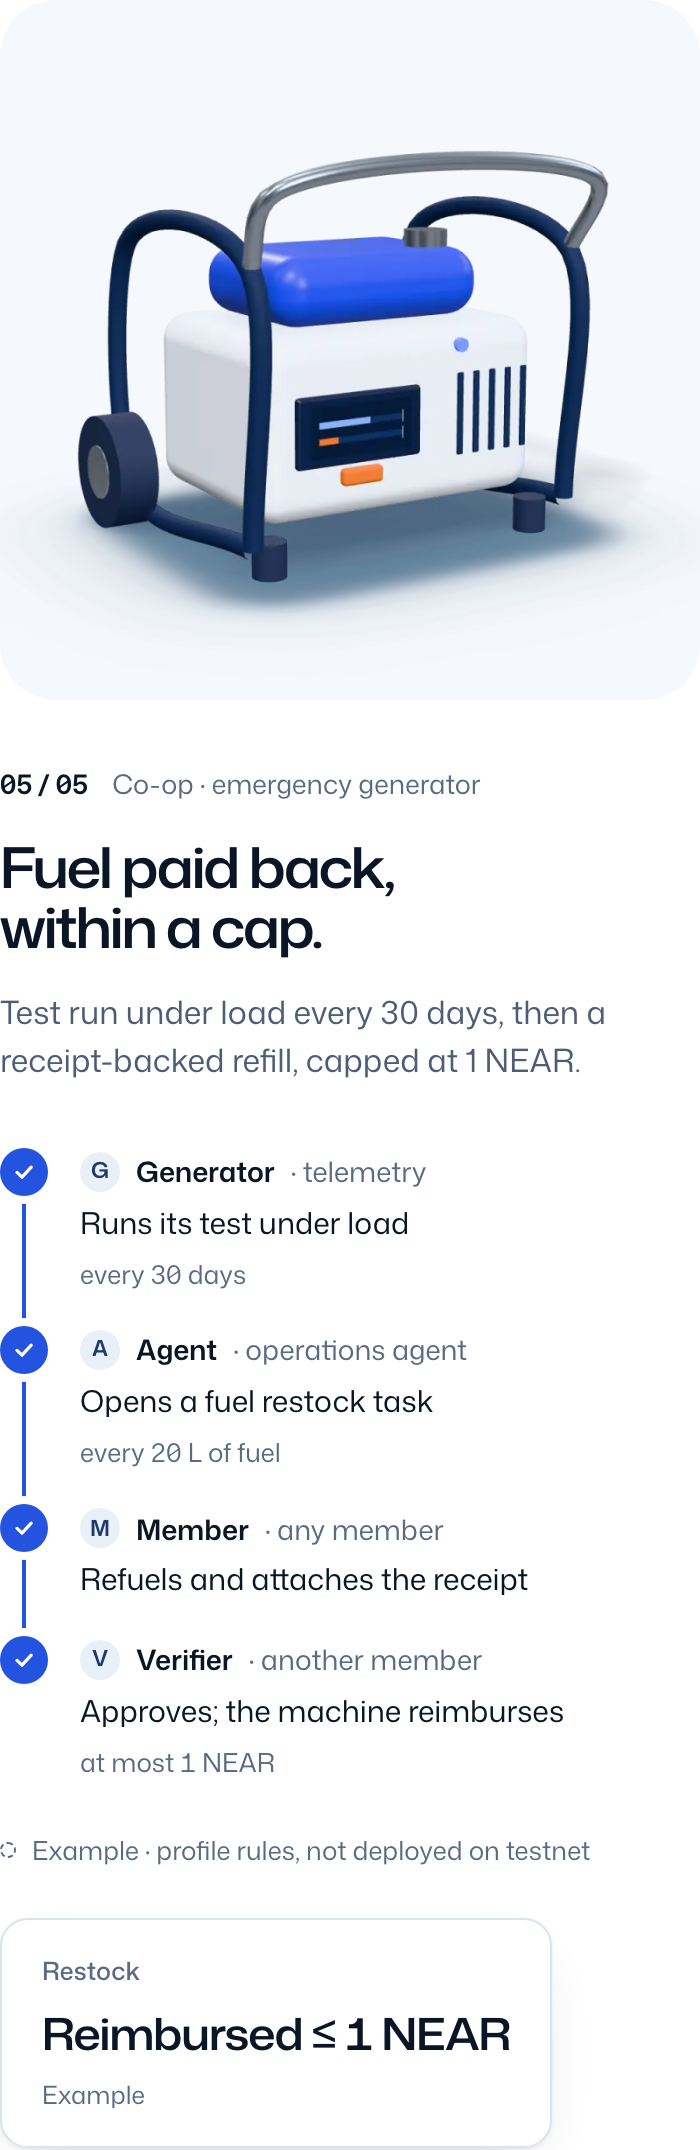 05 / 05 Co-op · emergency generator
Fuel paid back,
within a cap.
Test run under load every 30 days, then a
receipt-backed refill, capped at 1 NEAR.
G Generator · telemetry
Runs its test under load
every 30 days
A Agent · operations agent
Opens a fuel restock task
every 20 L of fuel
M Member · any member
Refuels and attaches the receipt
V Verifier · another member
Approves; the machine reimburses
at most 1 NEAR
Example · profile rules, not deployed on testnet
Restock
Reimbursed ≤ 1 NEAR
Example